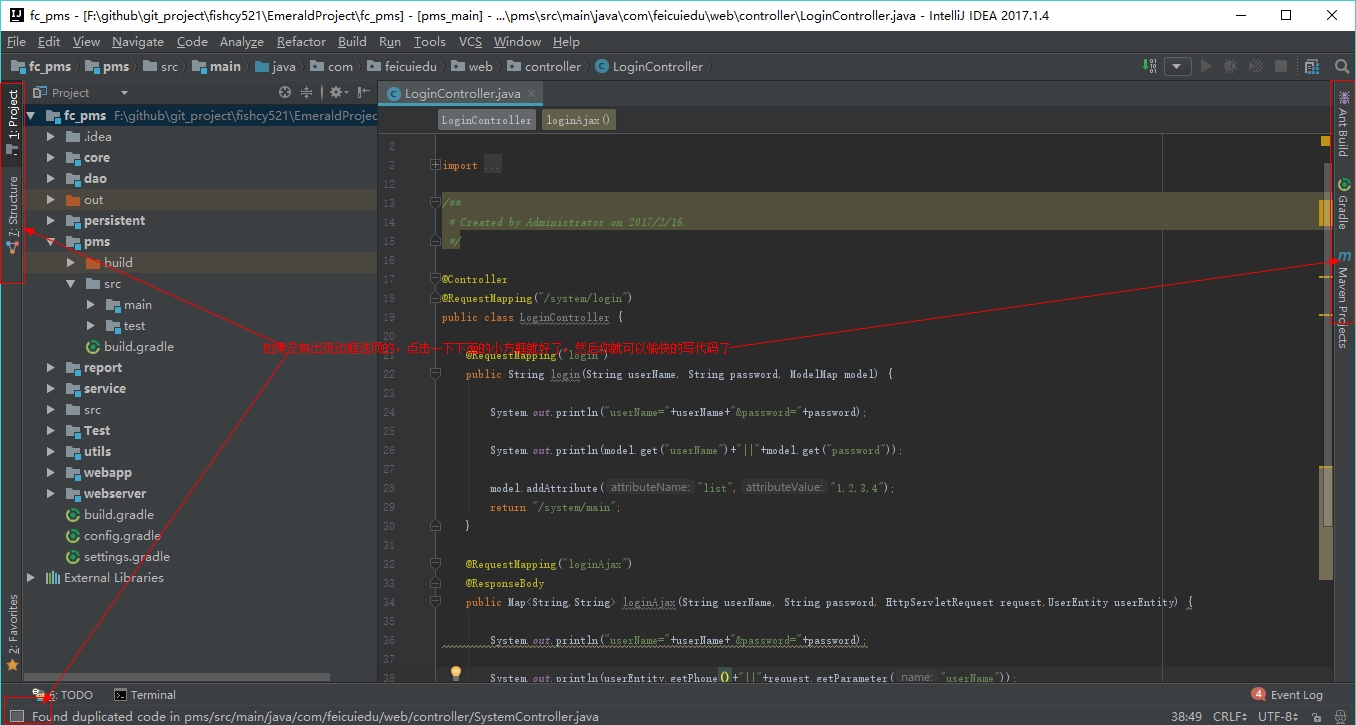 fc_pms - [F:\github\git_project\fishcy521\EmeraldProject\fc_pms] - [pms_main] - ...\pms\src\main\java\com\feicuiedu\web\controller\LoginController.java - IntelliJ IDEA 2017.1.4
File Edit View Navigate Code Analyze Refactor Build Run Tools VCS Window Help
fc_pms pms src main java com feicuiedu web controller LoginController
1: Project
7: Structure
2: Favorites
Project
fc_pms F:\github\git_project\fishcy521\EmeraldProjec
.idea
core
dao
out
persistent
pms
build
src
main
test
build.gradle
report
service
src
Test
utils
webapp
webserver
build.gradle
config.gradle
settings.gradle
External Libraries
LoginController.java
LoginController loginAjax()
2
3 import ...
12
13 /**
14 * Created by Administrator on 2017/2/16.
15 */
16
17 @Controller
18 @RequestMapping("/system/login")
19 public class LoginController {
20
如果没有出现边框选项的，点击一下下面的小方框就好了，然后你就可以愉快的写代码了
21 @RequestMapping("login")
22 public String login(String userName, String password, ModelMap model) {
23
24 System.out.println("userName="+userName+"&password="+password);
25
26 System.out.println(model.get("userName")+"||"+model.get("password"));
27
28 model.addAttribute( attributeName: "list", attributeValue: "1,2,3,4");
29 return "/system/main";
30 }
31
32 @RequestMapping("loginAjax")
33 @ResponseBody
34 public Map<String,String> loginAjax(String userName, String password, HttpServletRequest request,UserEntity userEntity) {
35
36 System.out.println("userName="+userName+"&password="+password);
37
38 System.out.println(userEntity.getPhone()+"||"+request.getParameter( name: "userName"));
Ant Build
Gradle
Maven Projects
6: TODO Terminal 4 Event Log
Found duplicated code in pms/src/main/java/com/feicuiedu/web/controller/SystemController.java 38:49 CRLF UTF-8